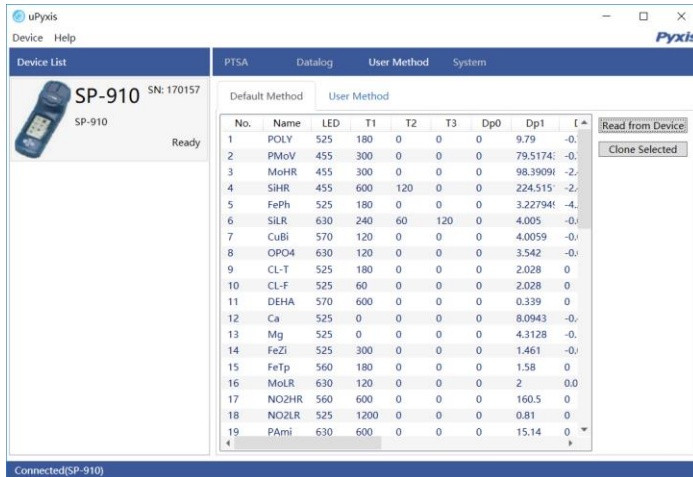 uPyxis
Device Help
Pyxis
Device List
PTSA Datalog User Method System
SP-910 SN: 170157
SP-910
Ready
Default Method User Method
No. Name LED T1 T2 T3 Dp0 Dp1
1 POLY 525 180 0 0 0 9.79
2 PMoV 455 300 0 0 0 79.5174
3 MoHR 455 300 0 0 0 98.3909
4 SiHR 455 600 120 0 0 224.515
5 FePh 525 180 0 0 0 3.22794
6 SiLR 630 240 60 120 0 4.005
7 CuBi 570 120 0 0 0 4.0059
8 OPO4 630 120 0 0 0 3.542
9 CL-T 525 180 0 0 0 2.028 0
10 CL-F 525 60 0 0 0 2.028 0
11 DEHA 570 600 0 0 0 0.339 0
12 Ca 525 0 0 0 0 8.0943
13 Mg 525 0 0 0 0 4.3128
14 FeZi 525 300 0 0 0 1.461
15 FeTp 560 180 0 0 0 1.58 0
16 MoLR 630 120 0 0 0 2 0.0
17 NO2HR 560 600 0 0 0 160.5 0
18 NO2LR 525 1200 0 0 0 0.81 0
19 PAmi 630 600 0 0 0 15.14 0
Read from Device
Clone Selected
Connected(SP-910)